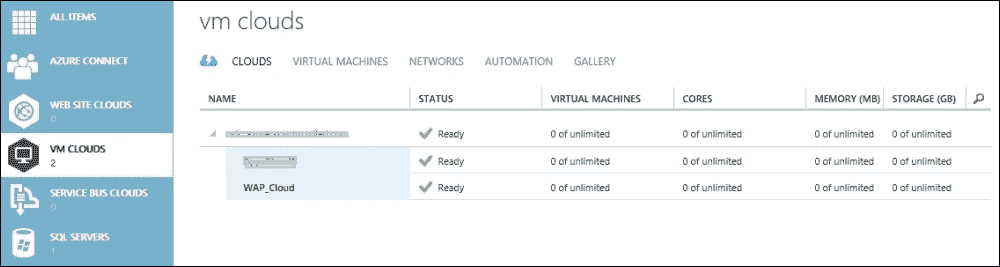 ALL ITEMS
AZURE CONNECT
WEB SITE CLOUDS
0
VM CLOUDS
2
SERVICE BUS CLOUDS
0
SQL SERVERS
1
vm clouds
CLOUDS VIRTUAL MACHINES NETWORKS AUTOMATION GALLERY
NAME STATUS VIRTUAL MACHINES CORES MEMORY (MB) STORAGE (GB)
Ready 0 of unlimited 0 of unlimited 0 of unlimited 0 of unlimited
Ready 0 of unlimited 0 of unlimited 0 of unlimited 0 of unlimited
WAP_Cloud Ready 0 of unlimited 0 of unlimited 0 of unlimited 0 of unlimited